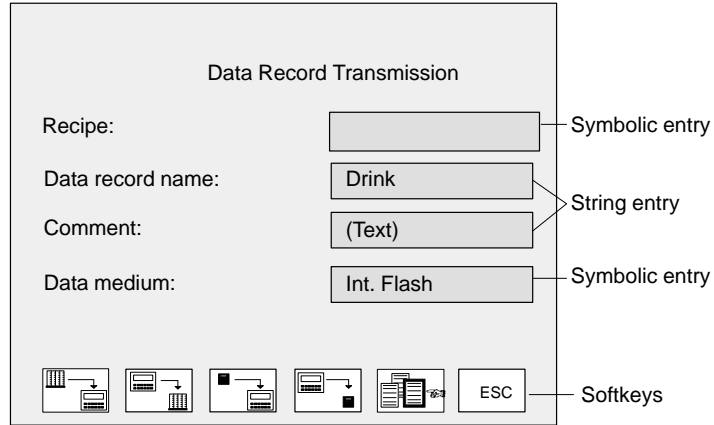 Data Record Transmission
Recipe:
Symbolic entry
Data record name:
Drink
String entry
Comment:
(Text)
Data medium:
Int. Flash
Symbolic entry
ESC
Softkeys